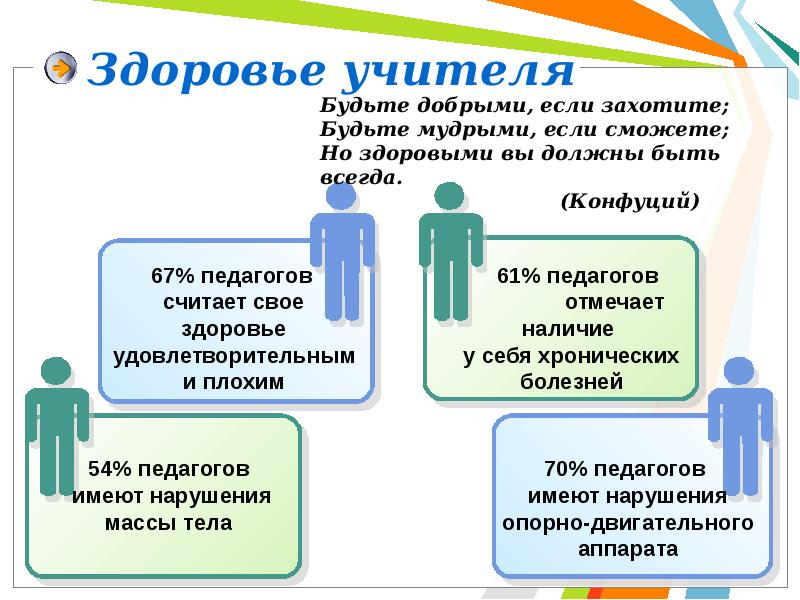 Здоровье учителя
Будьте добрыми, если захотите;
Будьте мудрыми, если сможете;
Но здоровыми вы должны быть
всегда.
(Конфуций)
67% педагогов
считает свое
здоровье
удовлетворительным
и плохим
61% педагогов
отмечает
наличие
у себя хронических
болезней
54% педагогов
имеют нарушения
массы тела
70% педагогов
имеют нарушения
опорно-двигательного
аппарата